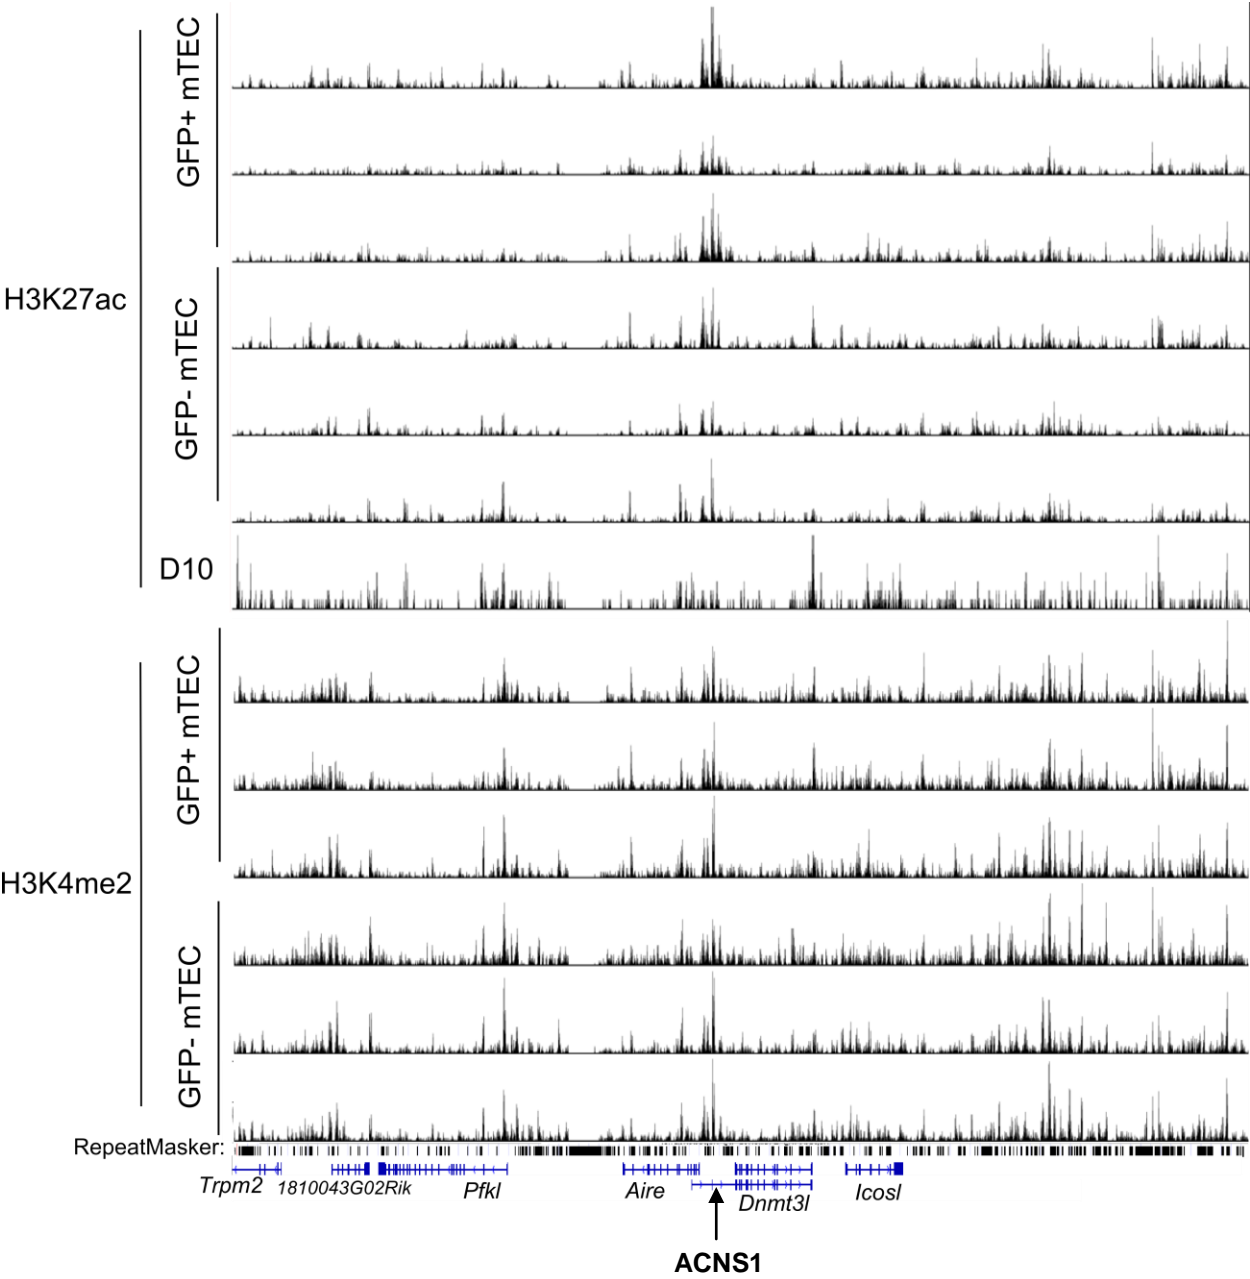 GFP+ mTEC
H3K27ac
GFP- mTEC
D10
GFP+ mTEC
H3K4me2
GFP- mTEC
RepeatMasker:
Trpm2 1810043G02Rik Pfkl Aire Dnmt3l Icosl
ACNS1